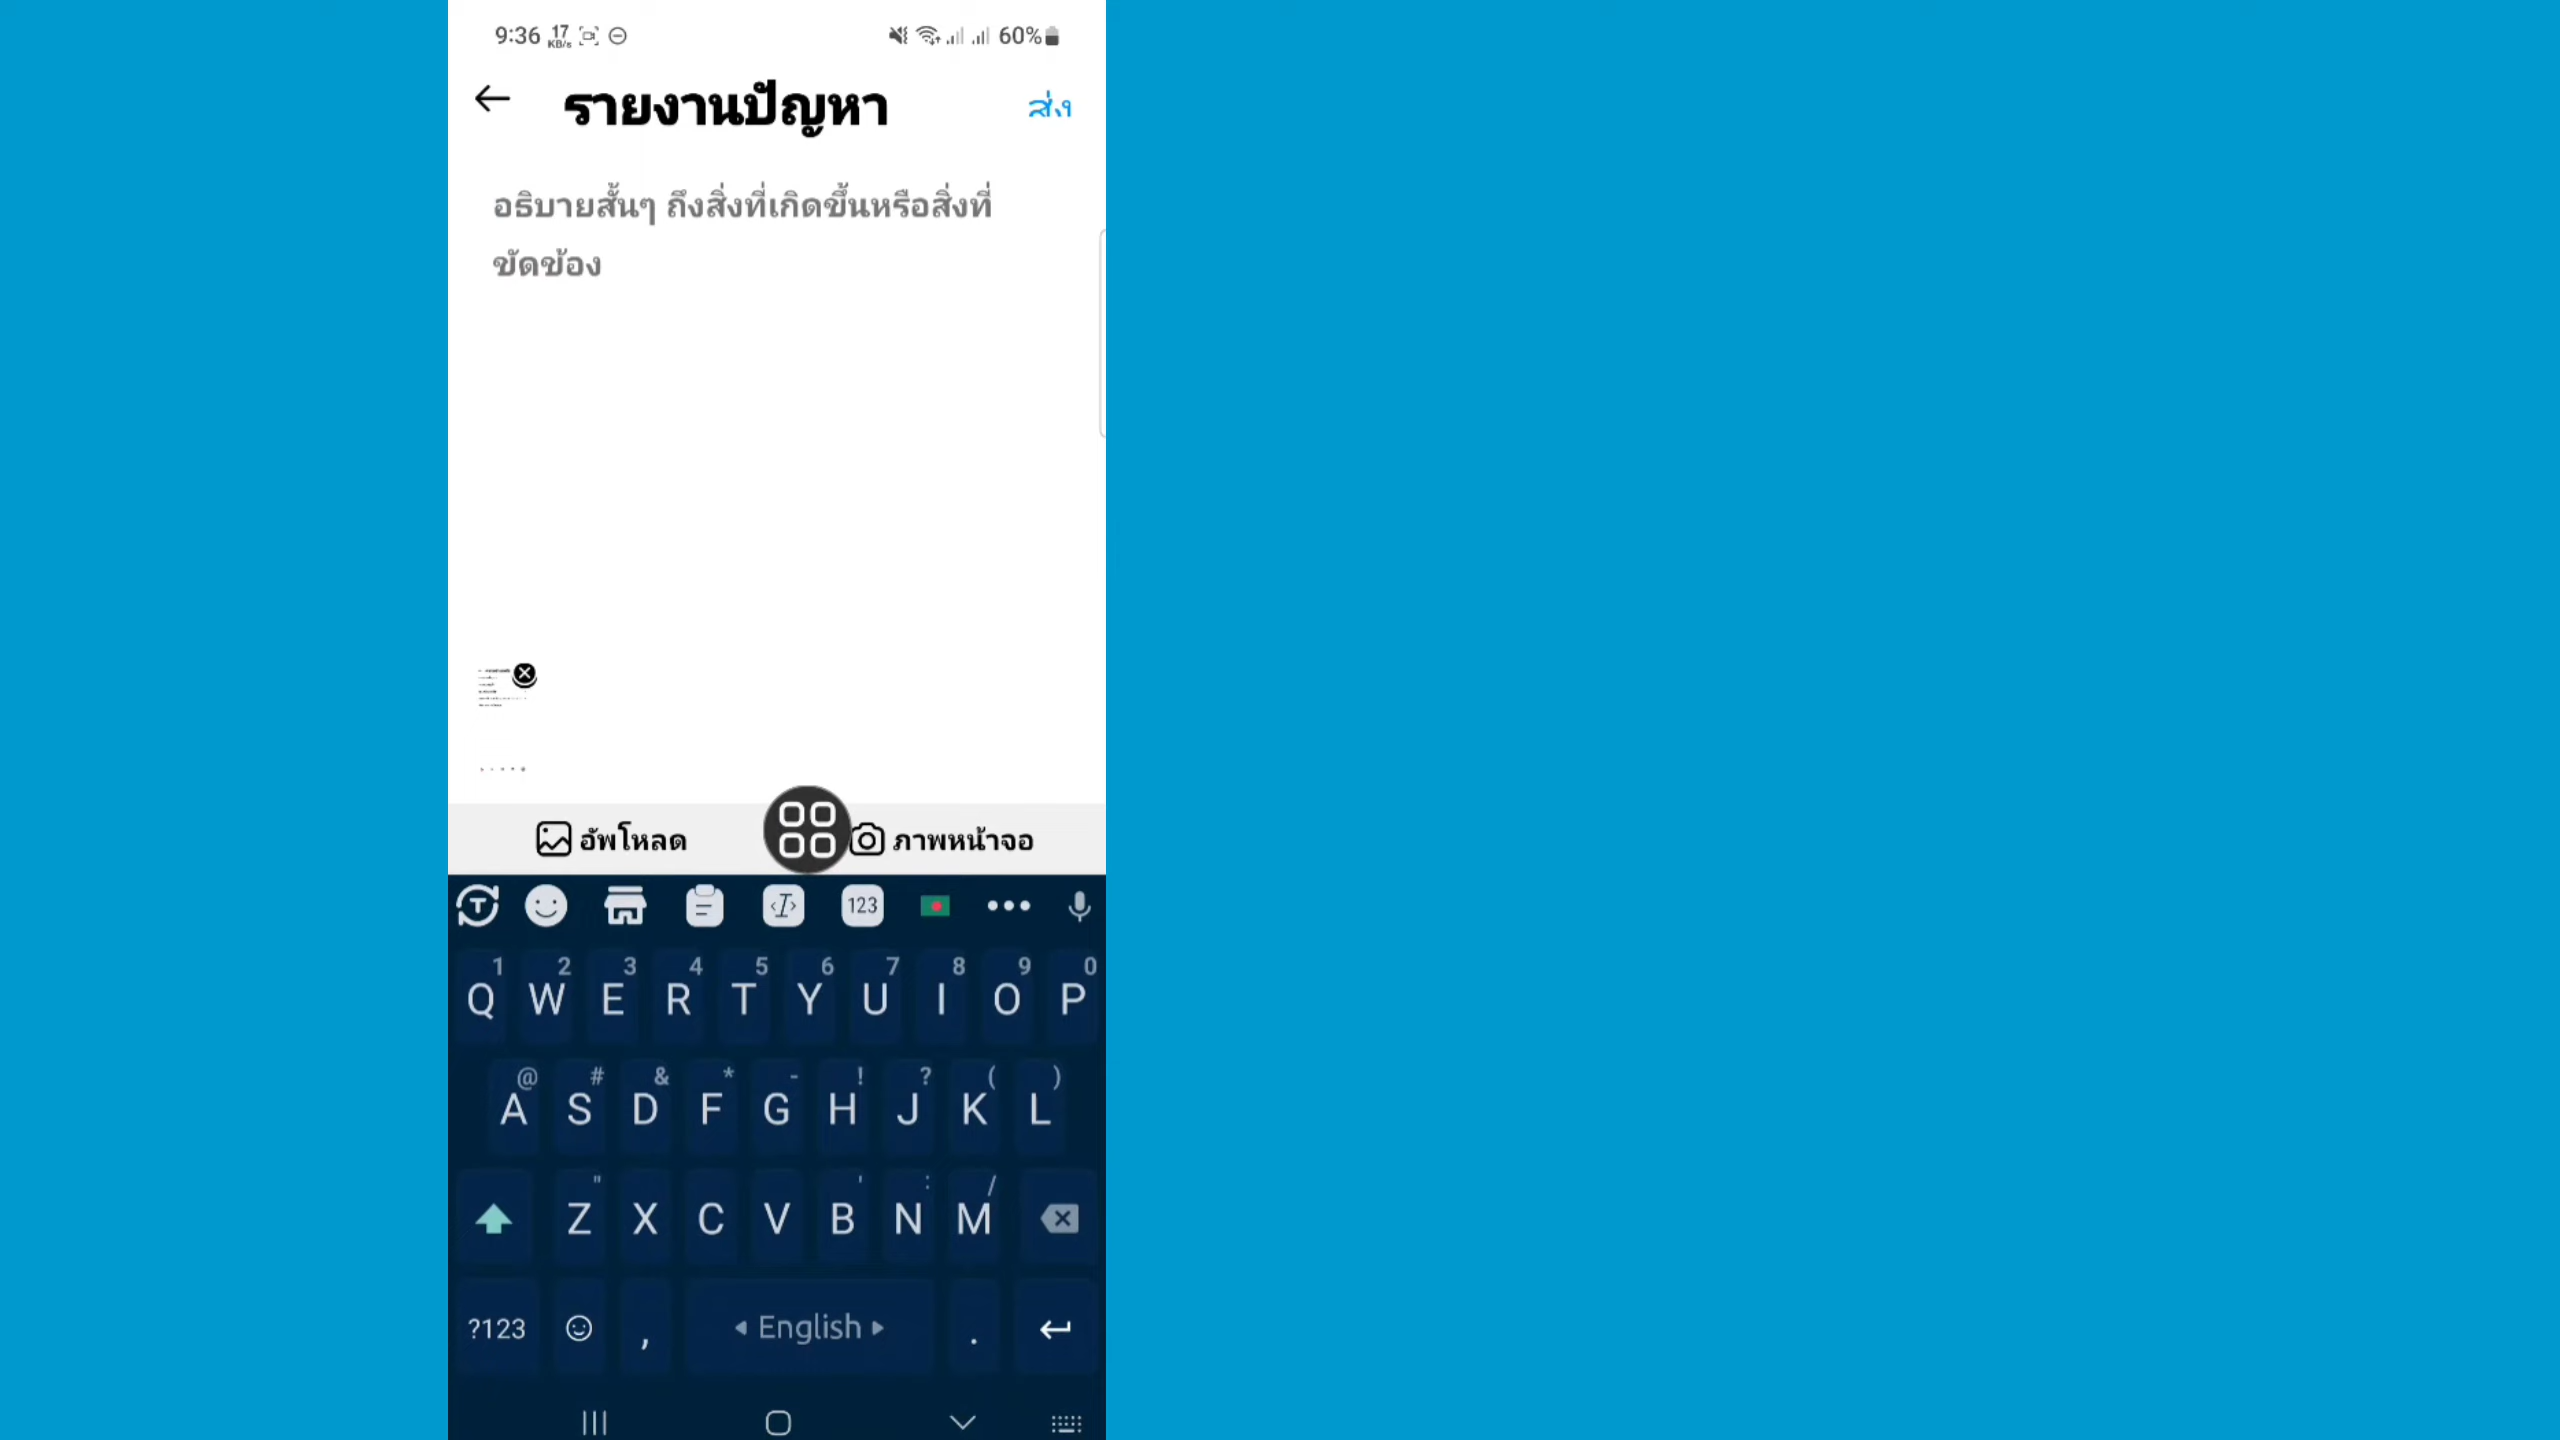 9:36 17 KB/s 60%
รายงานปัญหา ส่ง
อธิบายสั้นๆ ถึงสิ่งที่เกิดขึ้นหรือสิ่งที่
ขัดข้อง
อัพโหลด ภาพหน้าจอ
T 123
1 2 3 4 5 6 7 8 9 0
Q W E R T Y U I O P
@ # & * - ! ? ( )
A S D F G H J K L
" ' : /
Z X C V B N M
?123 , English .